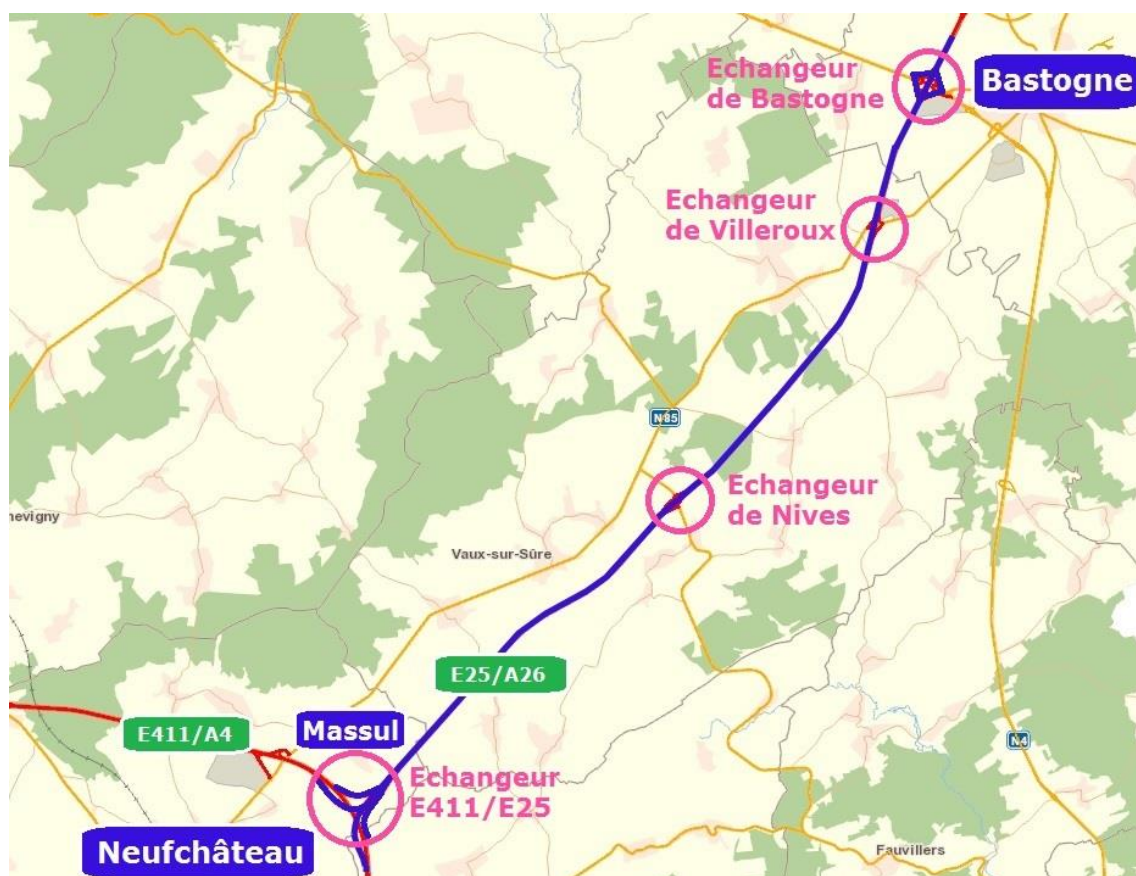 Echangeur
de Bastogne
Bastogne
Echangeur
de Villeroux
N85
Echangeur
de Nives
nevigny
Vaux-sur-Sûre
E25/A26
E411/A4
Massul
N4
Echangeur
E411/E25
Neufchâteau
Fauvillers